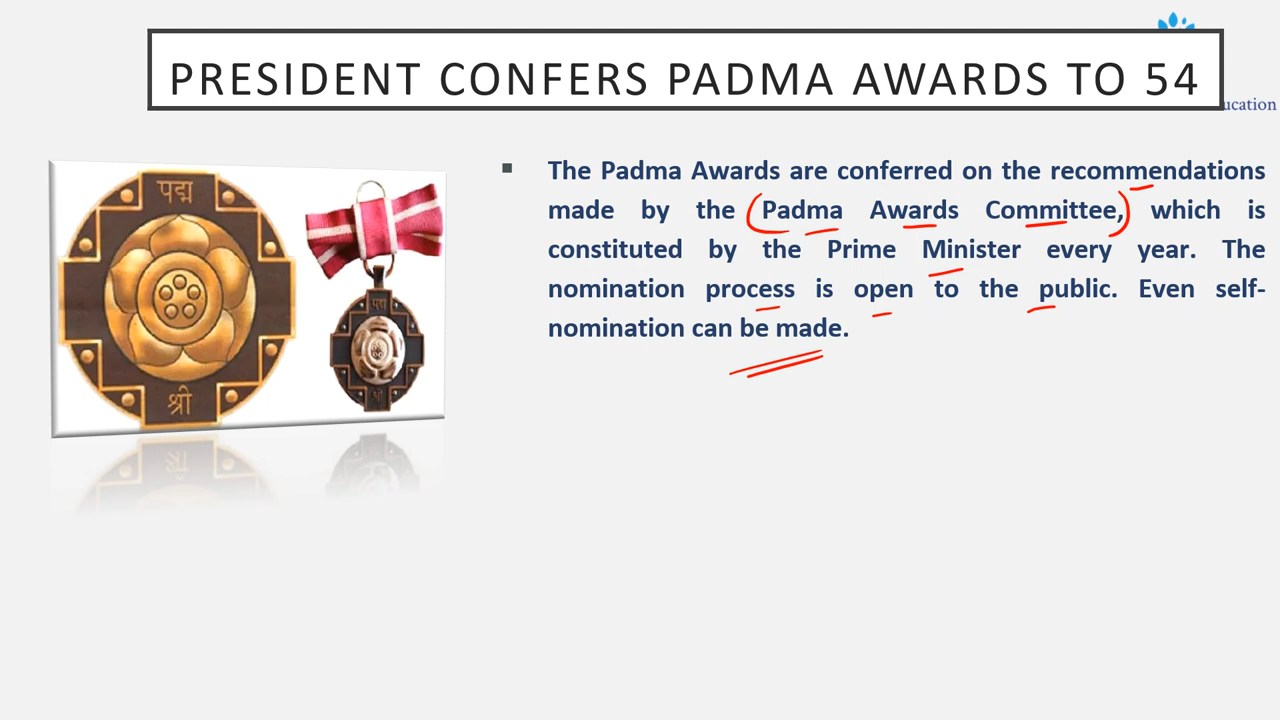 PRESIDENT CONFERS PADMA AWARDS TO 54
ucation
पद्म
श्री
पद्म
श्री
▪ The Padma Awards are conferred on the recommendations
made by the Padma Awards Committee, which is
constituted by the Prime Minister every year. The
nomination process is open to the public. Even self-
nomination can be made.